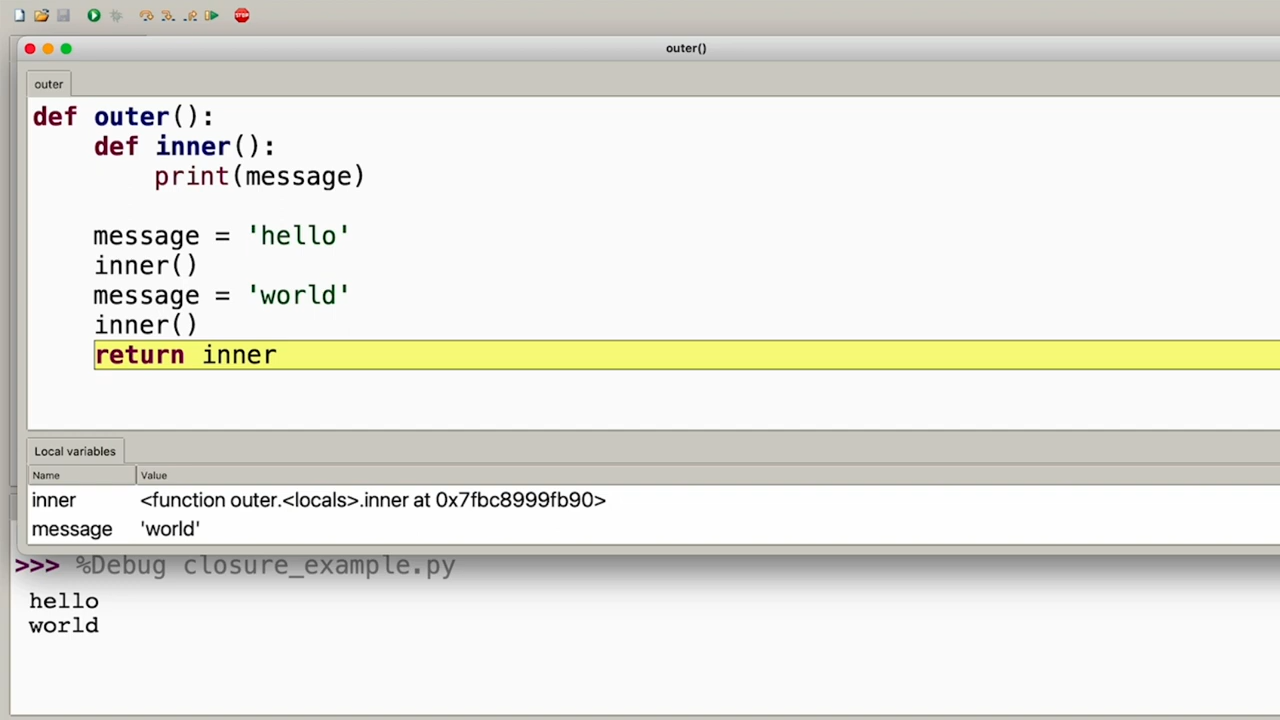 STOP
outer()
outer
def outer():
    def inner():
        print(message)

    message = 'hello'
    inner()
    message = 'world'
    inner()
    return inner
Local variables
Name Value
inner <function outer.<locals>.inner at 0x7fbc8999fb90>
message 'world'
>>> %Debug closure_example.py
hello
world